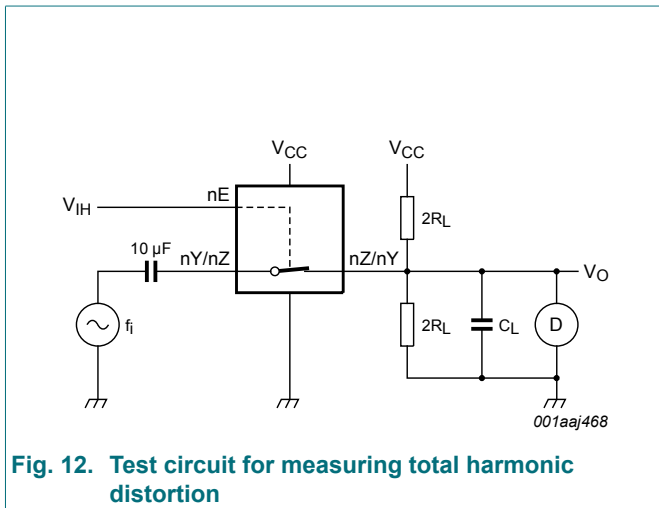 VCC
VCC
nE
VIH
2RL
10 µF
nY/nZ
nZ/nY
VO
fi
2RL
CL
D
001aaj468
Fig. 12. Test circuit for measuring total harmonic
distortion